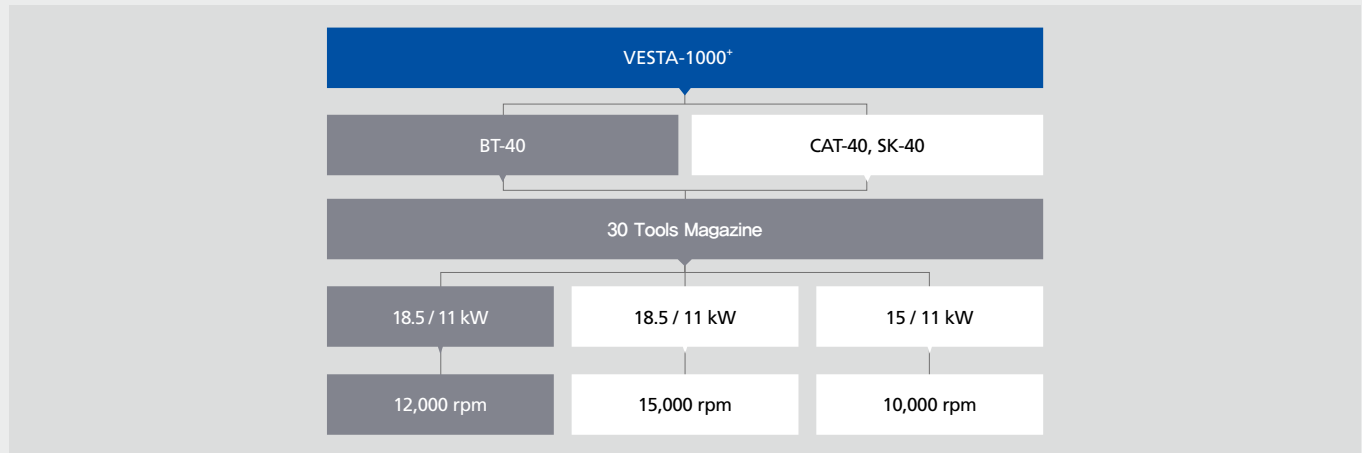 VESTA-1000⁺
BT-40
CAT-40, SK-40
30 Tools Magazine
18.5 / 11 kW
18.5 / 11 kW
15 / 11 kW
12,000 rpm
15,000 rpm
10,000 rpm